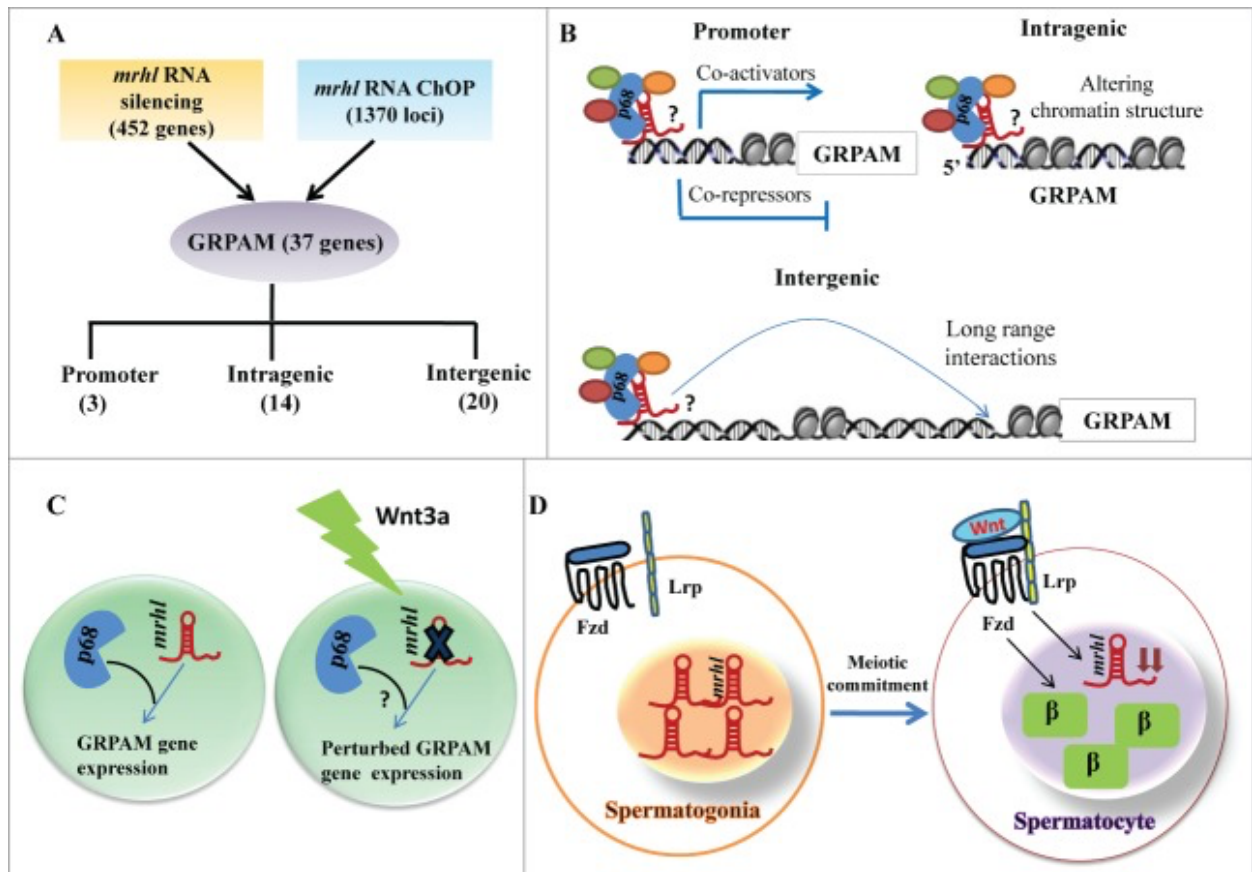 A
mrhl RNA
silencing
(452 genes)
mrhl RNA ChOP
(1370 loci)
GRPAM (37 genes)
Promoter
(3)
Intragenic
(14)
Intergenic
(20)
B
Promoter
Co-activators
p68
?
GRPAM
Co-repressors
Intragenic
p68
?
Altering
chromatin structure
5’
GRPAM
Intergenic
Long range
interactions
p68
?
GRPAM
C
Wnt3a
p68
mrhl
GRPAM gene
expression
p68
mrhl
X
?
Perturbed GRPAM
gene expression
D
Lrp
Fzd
mrhl
Spermatogonia
Meiotic
commitment
Wnt
Lrp
Fzd
mrhl
β
β
β
Spermatocyte